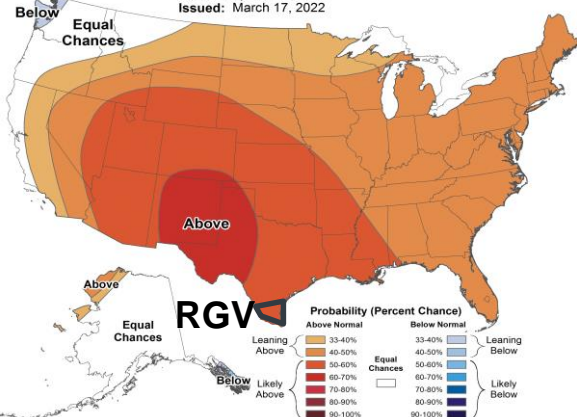 Issued: March 17, 2022
Below
Equal
Chances
Above
Above
RGV
Equal
Chances
Below
Probability (Percent Chance)
Above Normal
Below Normal
Leaning
Above
33-40%
40-50%
Likely
Above
50-60%
60-70%
70-80%
80-90%
90-100%
Equal
Chances
33-40%
40-50%
Leaning
Below
50-60%
60-70%
70-80%
80-90%
90-100%
Likely
Below